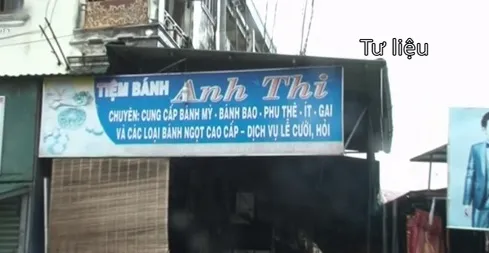 Tư liệu
TIỆM BÁNH Anh Thi
CHUYÊN: CUNG CẤP BÁNH MỲ - BÁNH BAO - PHU THÊ - ÍT - GAI
VÀ CÁC LOẠI BÁNH NGỌT CAO CẤP - DỊCH VỤ LỄ CƯỚI, HỎI